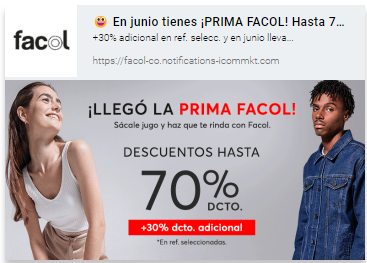 facol
😀 En junio tienes ¡PRIMA FACOL! Hasta 7...
+30% adicional en ref. selecc. y en junio lleva...
https://facol-co.notifications-icommkt.com
¡LLEGÓ LA PRIMA FACOL!
Sácale jugo y haz que te rinda con Facol.
DESCUENTOS HASTA
70% DCTO.
+30% dcto. adicional
*En ref. seleccionadas.